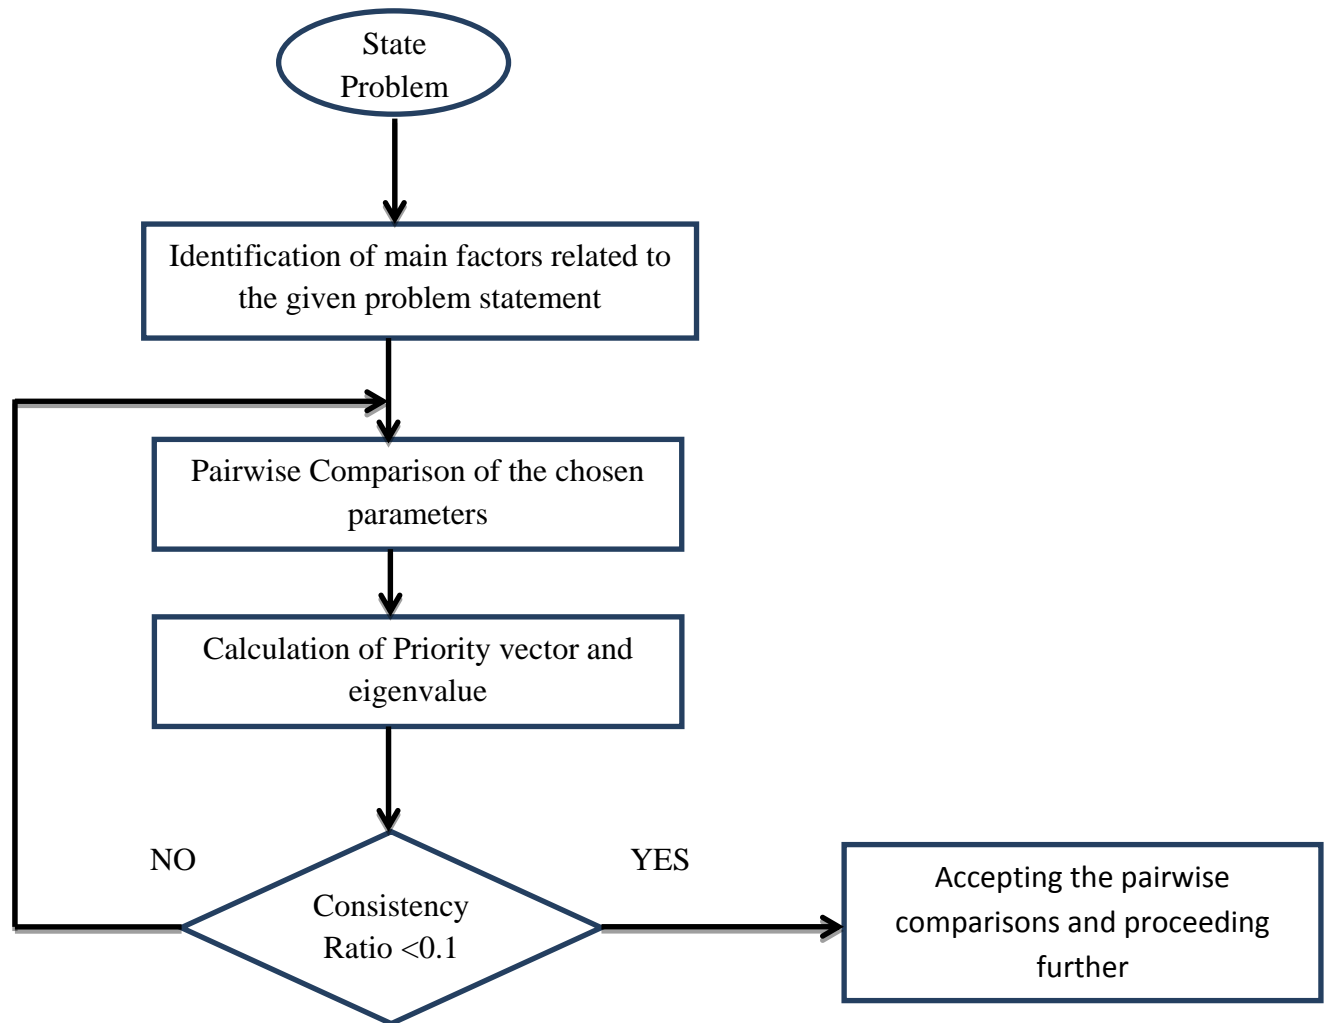 State
Problem
Identification of main factors related to
the given problem statement
Pairwise Comparison of the chosen
parameters
Calculation of Priority vector and
eigenvalue
NO
YES
Consistency
Ratio <0.1
Accepting the pairwise
comparisons and proceeding
further